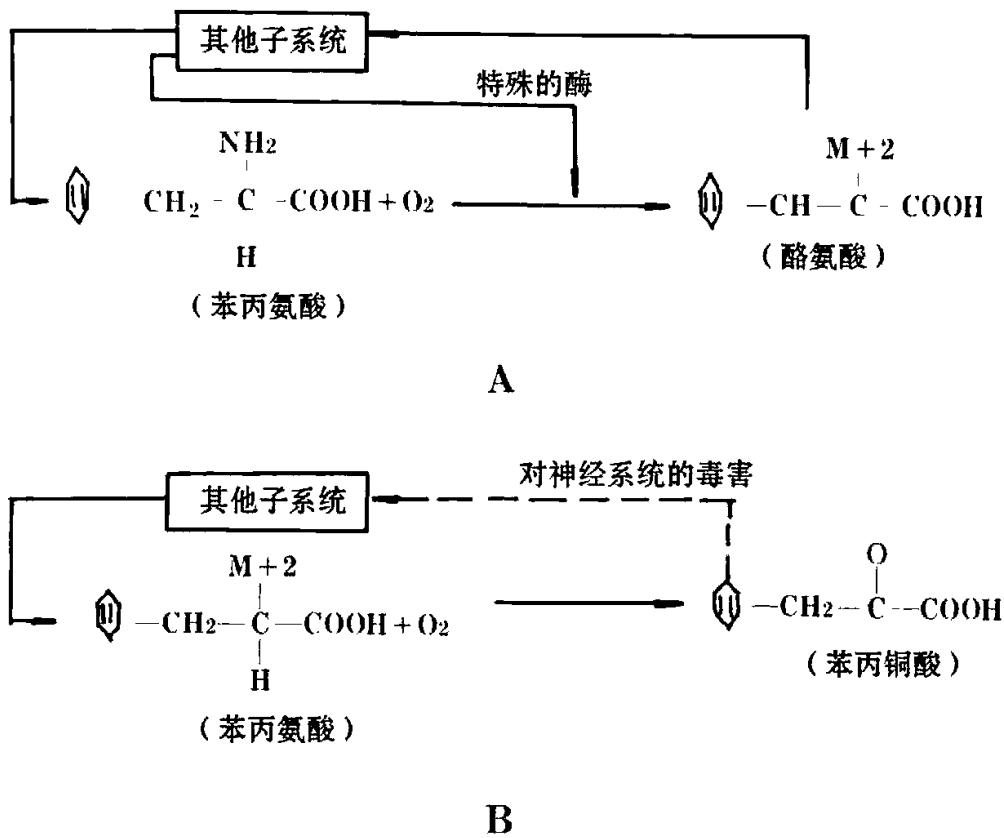 其他子系统
特殊的酶
NH2
CH2 - C - COOH + O2
H
(苯丙氨酸)
M + 2
-CH-C-COOH
(酪氨酸)
A
对神经系统的毒害
其他子系统
M + 2
-CH2-C-COOH + O2
H
(苯丙氨酸)
O
-CH2-C-COOH
(苯丙铜酸)
B